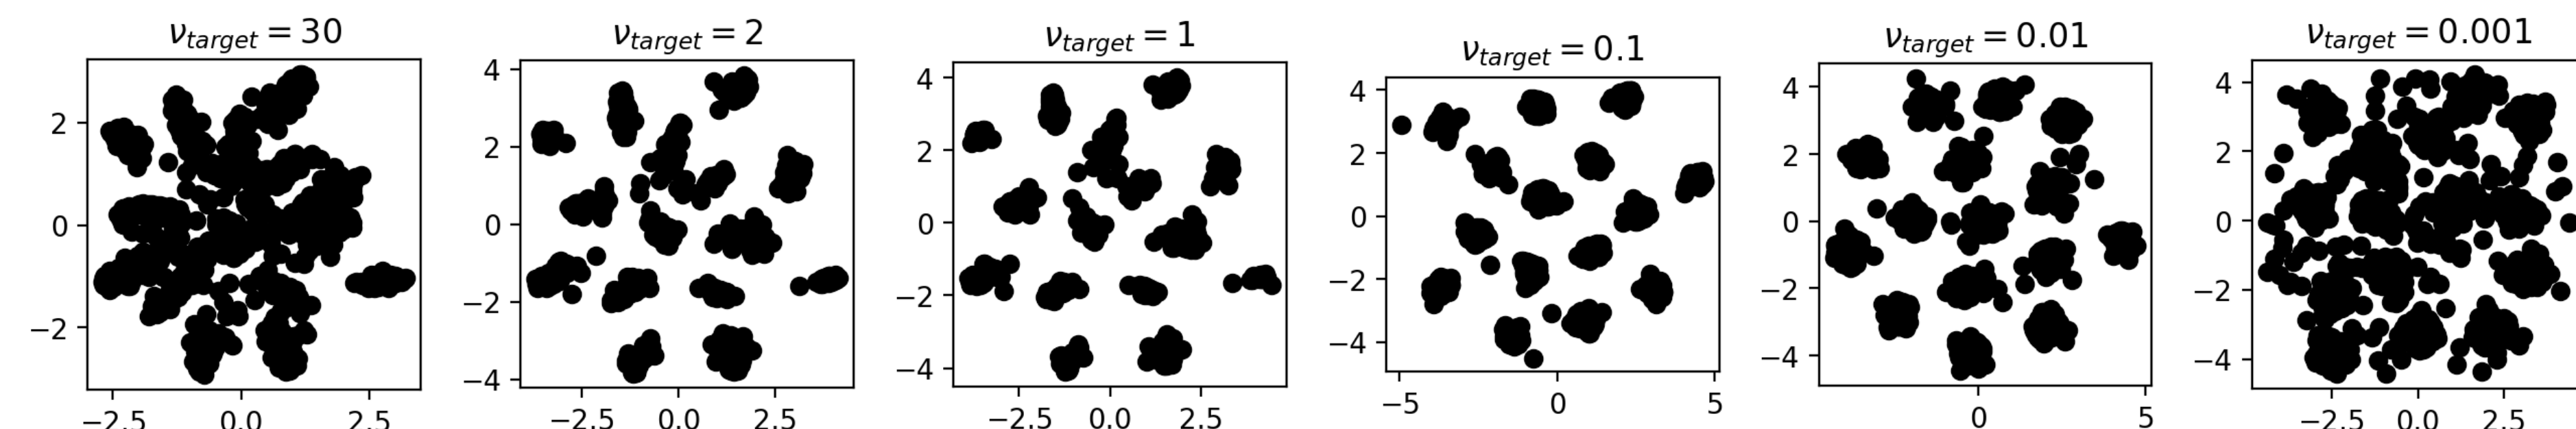 ν_target = 30
2
0
−2
−2.5 0.0 2.5
ν_target = 2
4
2
0
−2
−4
−2.5 0.0 2.5
ν_target = 1
4
2
0
−2
−4
−2.5 0.0 2.5
ν_target = 0.1
4
2
0
−2
−4
−5 0 5
ν_target = 0.01
4
2
0
−2
−4
0 5
ν_target = 0.001
4
2
0
−2
−4
−2.5 0.0 2.5